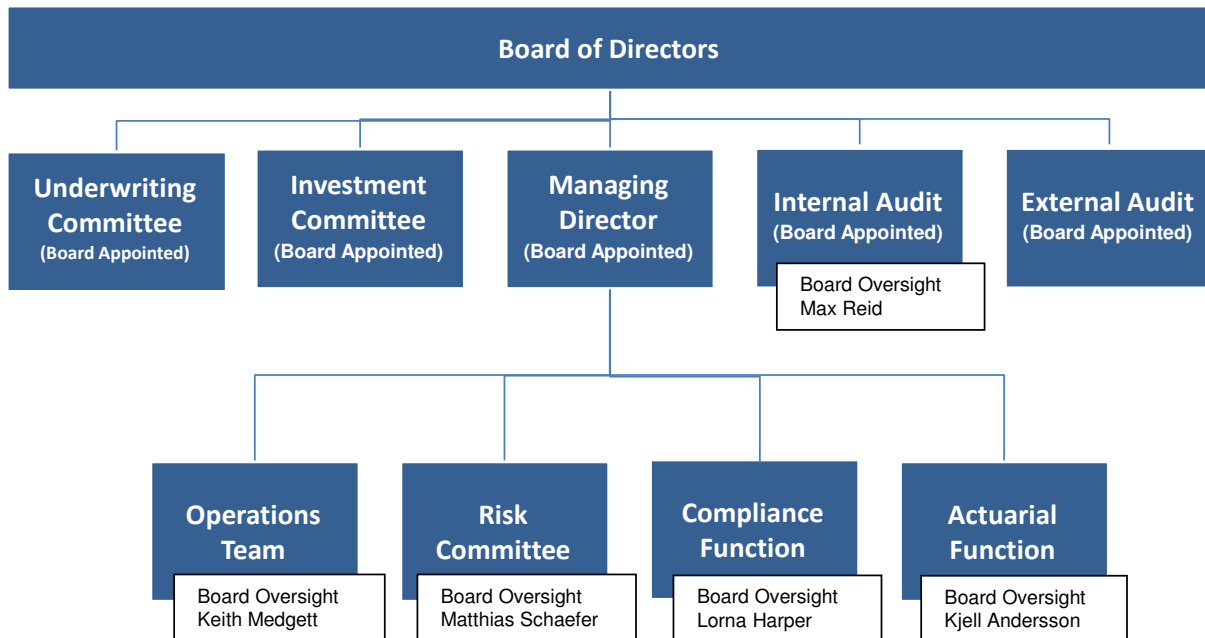 Board of Directors
Underwriting
Committee
(Board Appointed)
Investment
Committee
(Board Appointed)
Managing
Director
(Board Appointed)
Internal Audit
(Board Appointed)
Board Oversight
Max Reid
External Audit
(Board Appointed)
Operations
Team
Board Oversight
Keith Medgett
Risk
Committee
Board Oversight
Matthias Schaefer
Compliance
Function
Board Oversight
Lorna Harper
Actuarial
Function
Board Oversight
Kjell Andersson